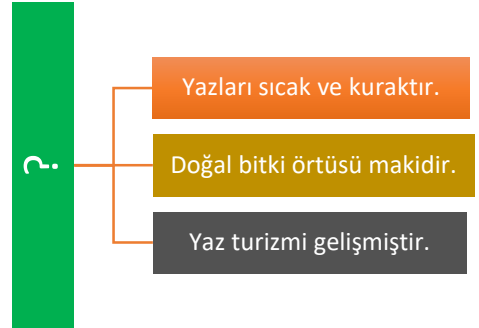 ?
Yazları sıcak ve kuraktır.
Doğal bitki örtüsü makidir.
Yaz turizmi gelişmiştir.